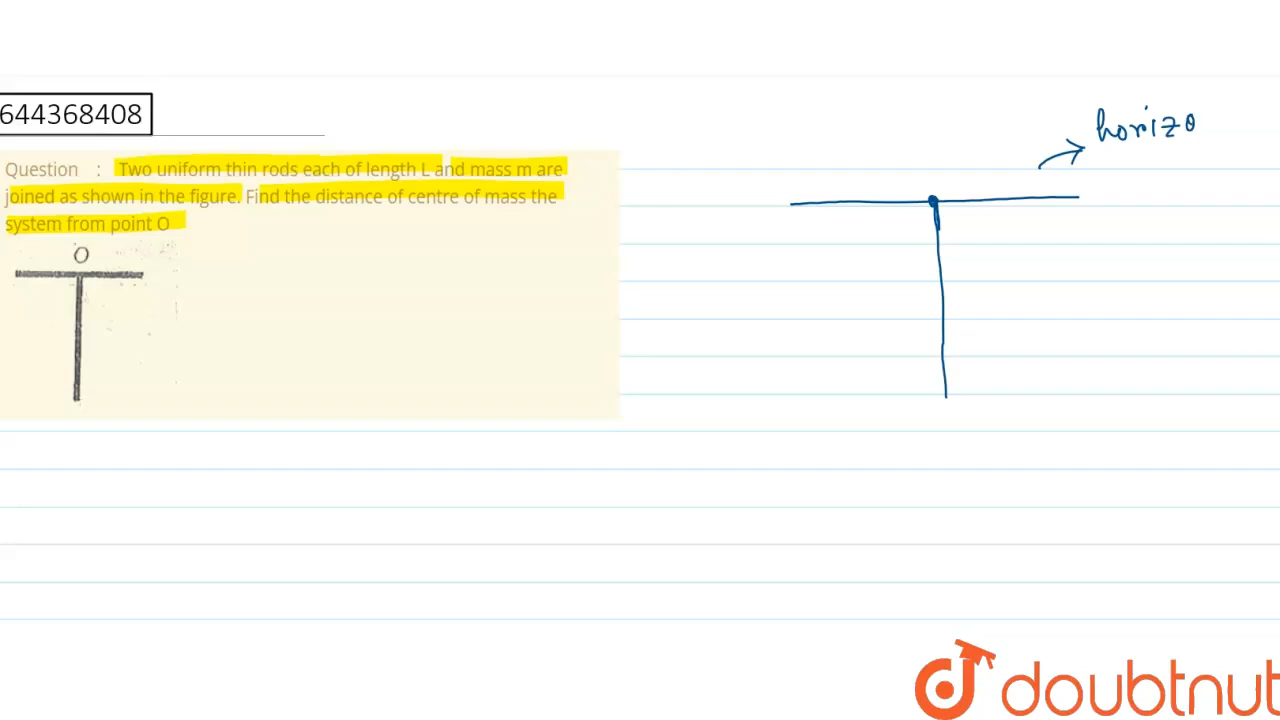 644368408
horizo
Question : Two uniform thin rods each of length L and mass m are
joined as shown in the figure. Find the distance of centre of mass the
system from point O
O
doubtnut